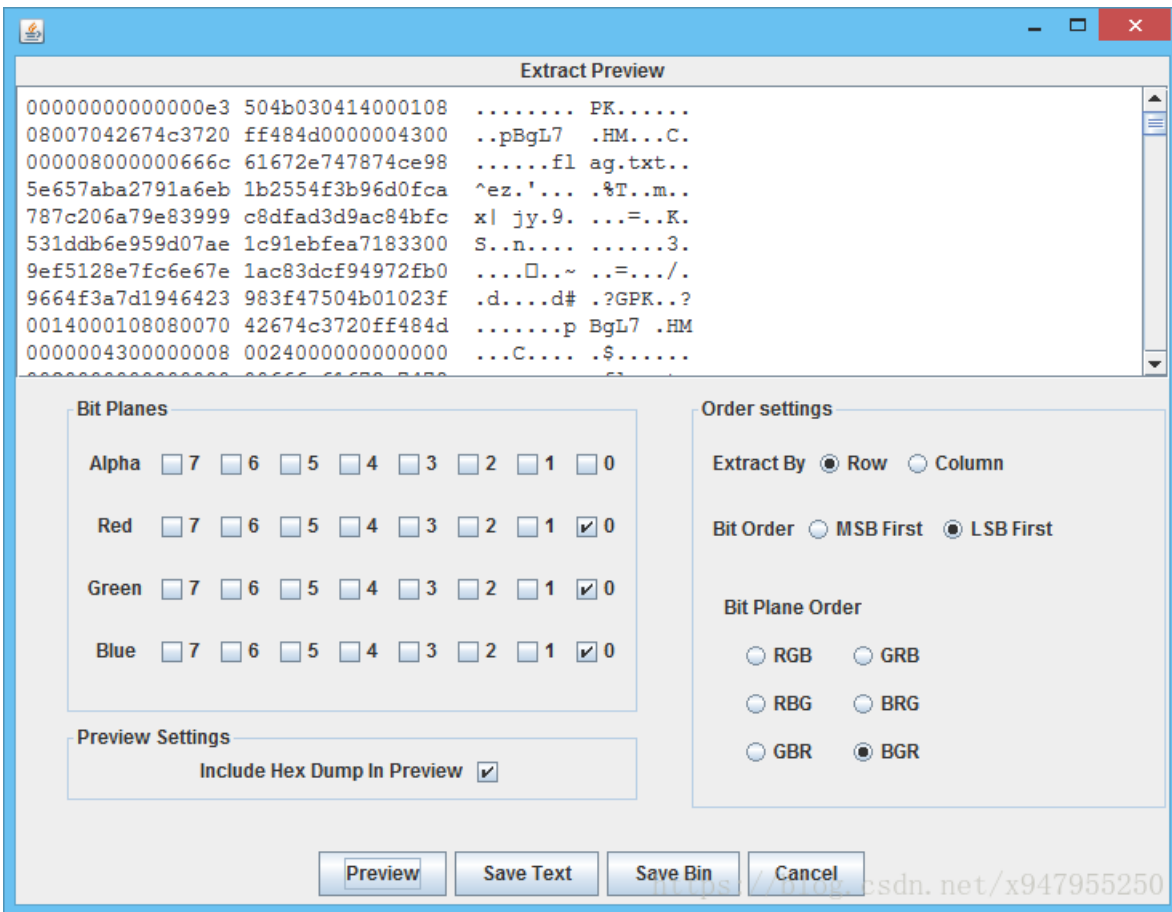 Extract Preview
00000000000000e3 504b030414000108 ........ PK......
08007042674c3720 ff484d0000004300 ..pBgL7 .HM...C.
000008000000666c 61672e747874ce98 ......fl ag.txt..
5e657aba2791a6eb 1b2554f3b96d0fca ^ez.'... .%T..m..
787c206a79e83999 c8dfad3d9ac84bfc x| jy.9. ...=..K.
531ddb6e959d07ae 1c91ebfea7183300 S..n.... ......3.
9ef5128e7fc6e67e 1ac83dcf94972fb0 ....□..~ ..=.../.
9664f3a7d1946423 983f47504b01023f .d....d# .?GPK..?
0014000108080070 42674c3720ff484d .......p BgL7 .HM
0000004300000008 0024000000000000 ...C.... .$......
Bit Planes
Alpha 7 6 5 4 3 2 1 0
Red 7 6 5 4 3 2 1 0
Green 7 6 5 4 3 2 1 0
Blue 7 6 5 4 3 2 1 0
Preview Settings
Include Hex Dump In Preview
Order settings
Extract By Row Column
Bit Order MSB First LSB First
Bit Plane Order
RGB GRB
RBG BRG
GBR BGR
Preview Save Text Save Bin Cancel
https://blog.csdn.net/x947955250